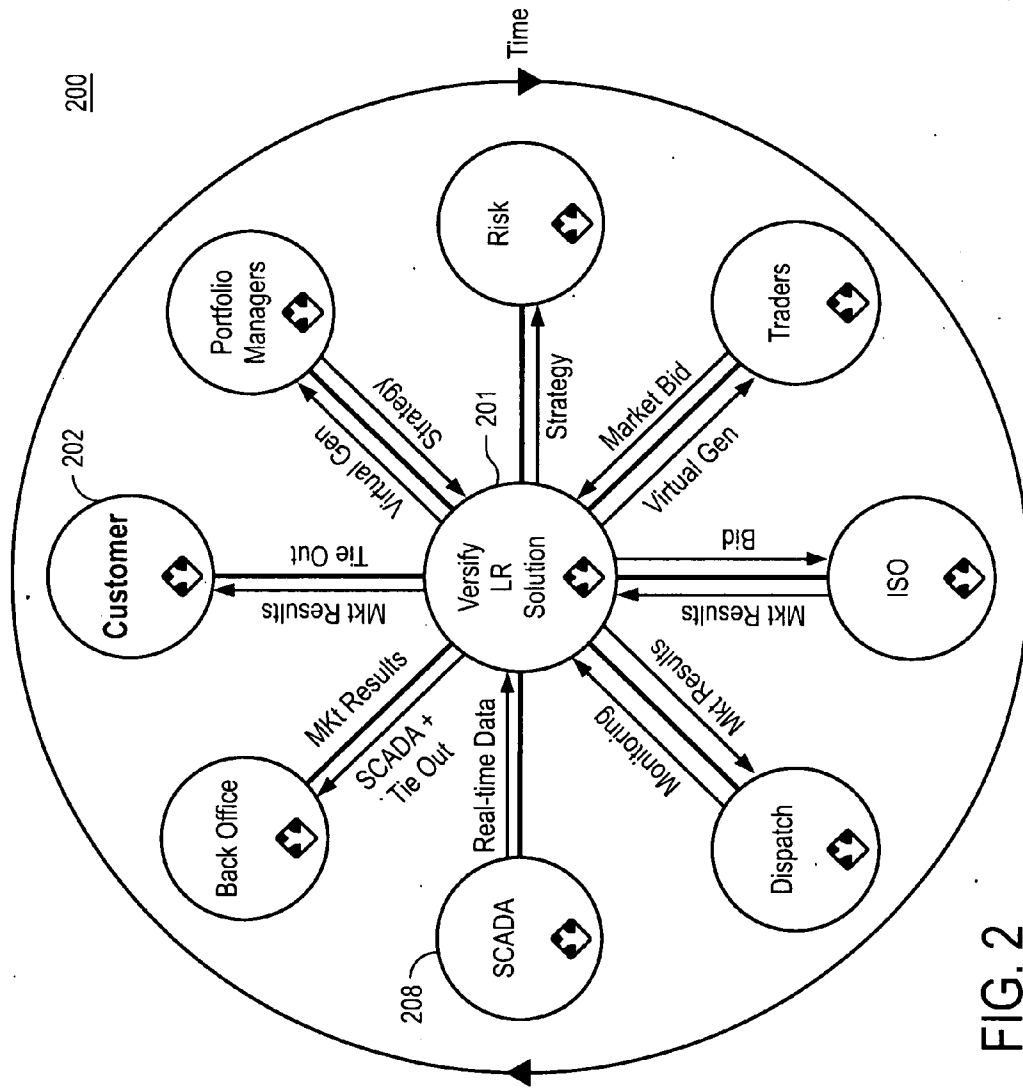 200
Time
202
Customer
Portfolio
Managers
Risk
Traders
ISO
Dispatch
SCADA
208
Back Office
Versify
LR
Solution
201
Mkt Results
Tie Out
Virtual Gen
Strategy
Strategy
Market Bid
Virtual Gen
Bid
Mkt Results
Mkt Results
Monitoring
Real-time Data
MKt Results
SCADA +
Tie Out
FIG. 2